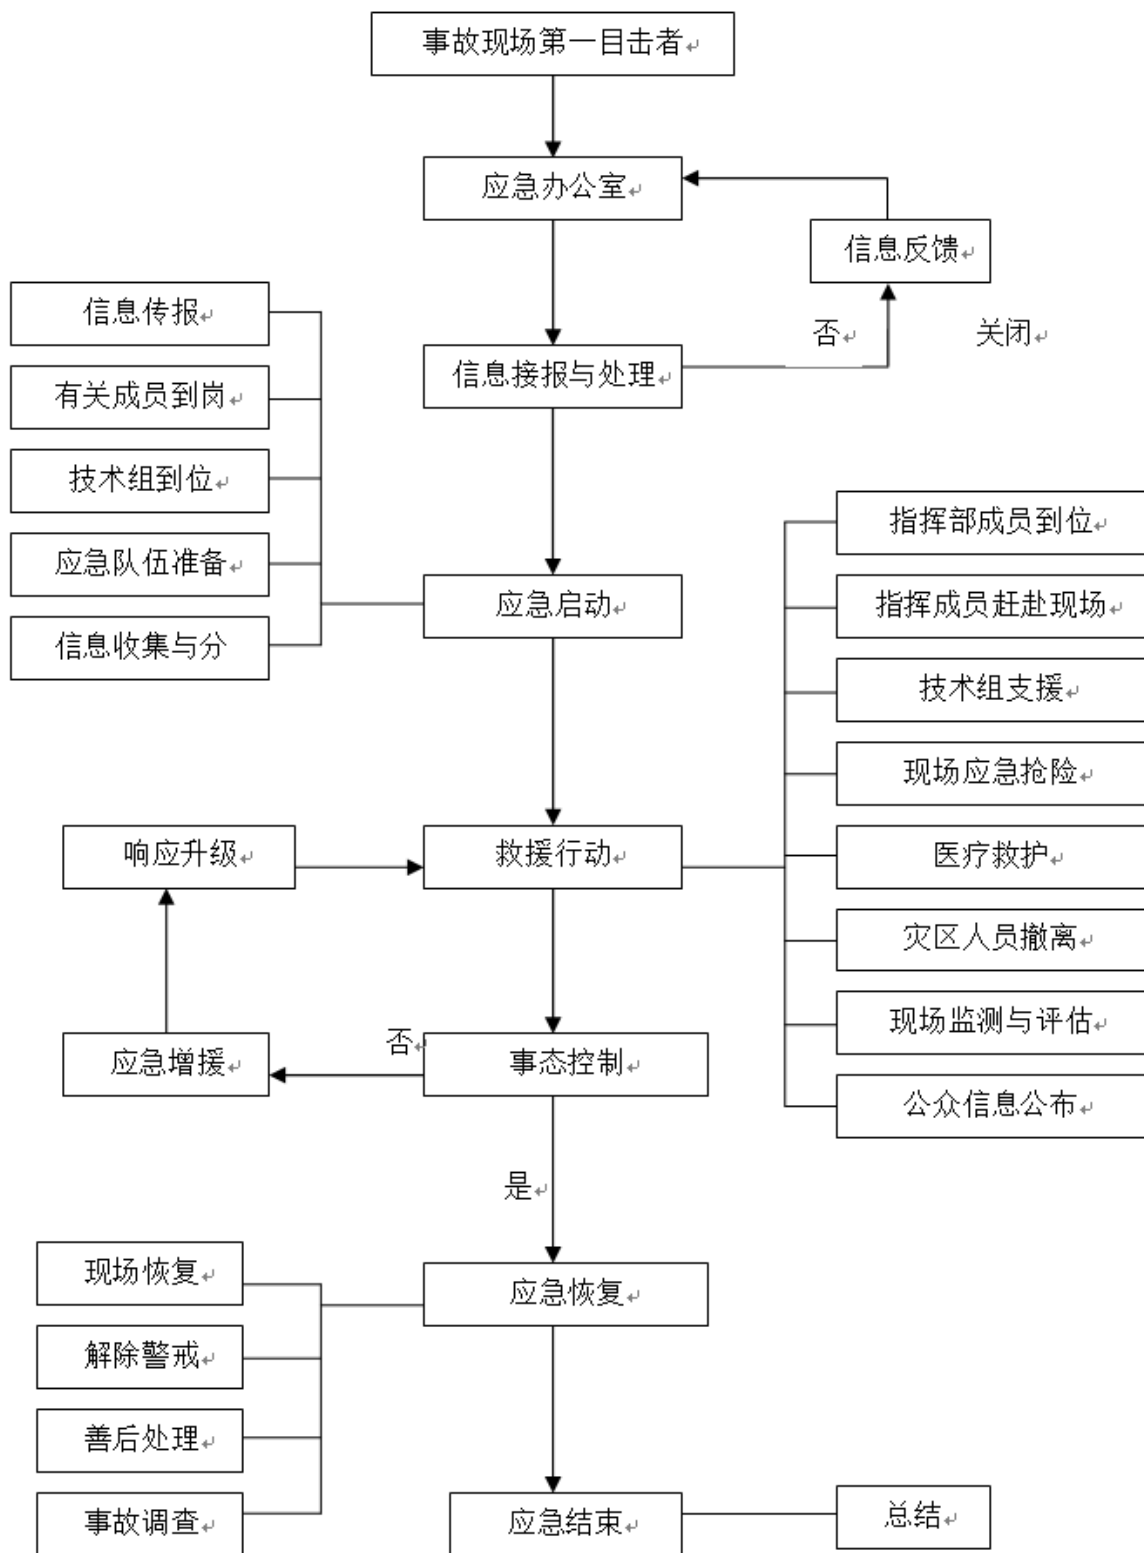 事故现场第一目击者
应急办公室
信息反馈
信息传报
否
关闭
信息接报与处理
有关成员到岗
技术组到位
指挥部成员到位
应急队伍准备
应急启动
指挥成员赶赴现场
信息收集与分
技术组支援
现场应急抢险
响应升级
救援行动
医疗救护
灾区人员撤离
现场监测与评估
否
应急增援
事态控制
公众信息公布
是
现场恢复
应急恢复
解除警戒
善后处理
事故调查
应急结束
总结